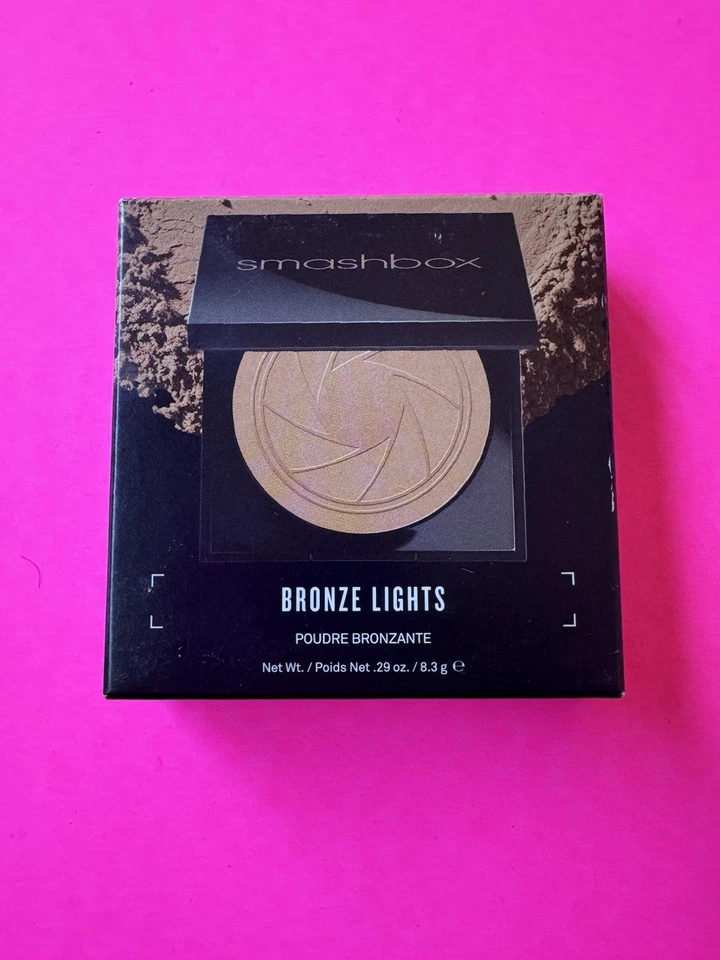 smashbox
BRONZE LIGHTS
POUDRE BRONZANTE
Net Wt. / Poids Net .29 oz. / 8.3 g ℮